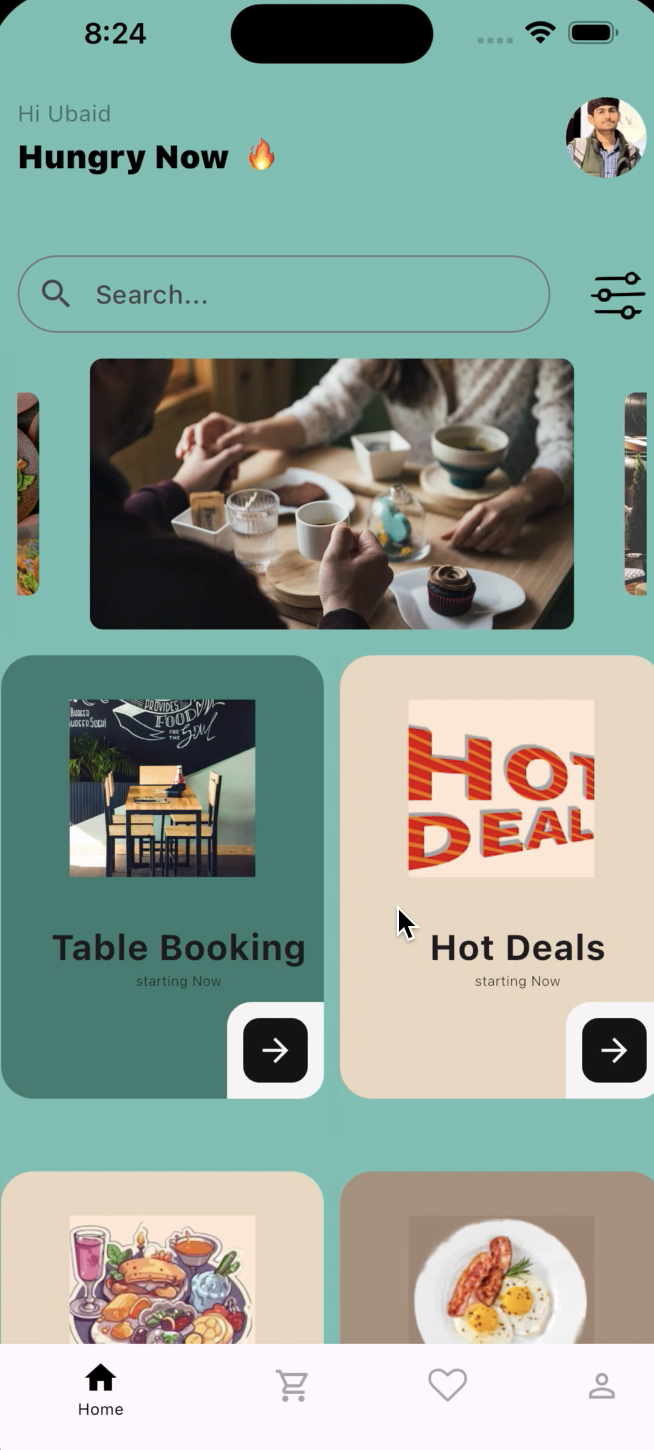 8:24
Hi Ubaid
Hungry Now 🔥
Search...
PROVIDES
FOOD
FOR
THE
Soul
HOT
DEAL
Table Booking
Hot Deals
starting Now
starting Now
Home